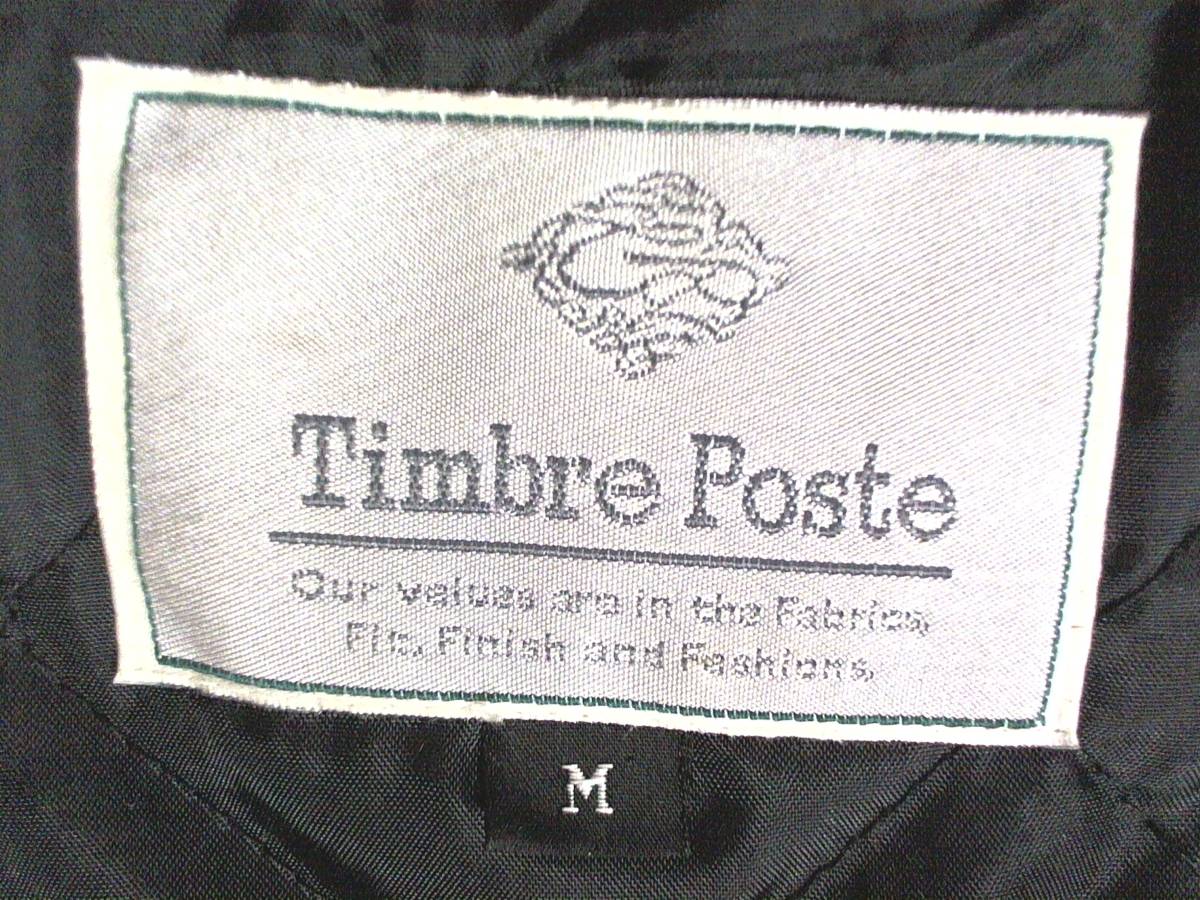 Timbre Poste
Our values are in the Fabrics,
Fit, Finish and Fashions.
M